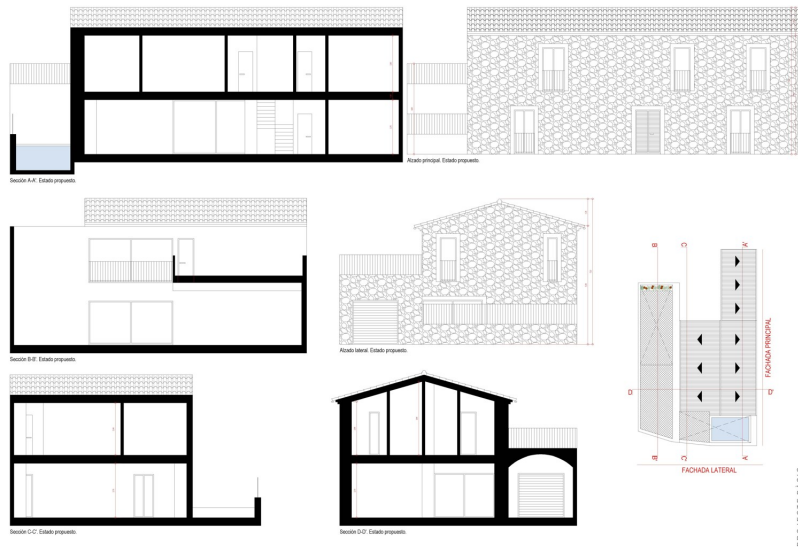 Sección A-A'. Estado propuesto.
Alzado principal. Estado propuesto.
Sección B-B'. Estado propuesto.
Alzado lateral. Estado propuesto.
B
C
A'
FACHADA PRINCIPAL
D
D'
B'
C'
A
FACHADA LATERAL
Sección C-C'. Estado propuesto.
Sección D-D'. Estado propuesto.